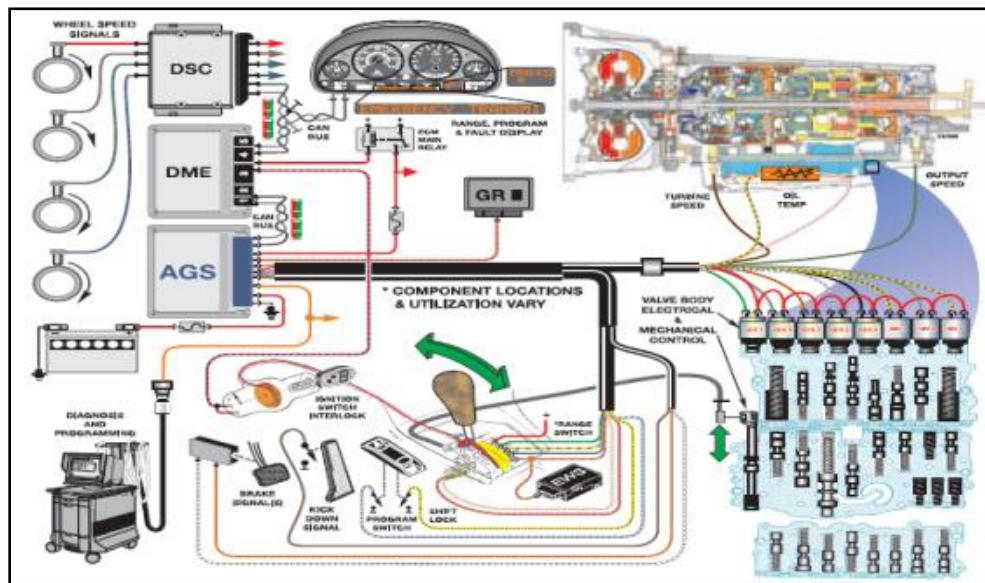 WHEEL SPEED
SIGNALS
DSC
CAN
BUS
RANGE, PROGRAM
& FAULT DISPLAY
EGM
MAIN
RELAY
DME
CAN
BUS
GR
AGS
TURBINE
SPEED
OIL
TEMP
OUTPUT
SPEED
* COMPONENT LOCATIONS
& UTILIZATION VARY
VALVE BODY
ELECTRICAL
&
MECHANICAL
CONTROL
IGNITION
SWITCH
INTERLOCK
*RANGE
SWITCH
DIAGNOSIS
AND
PROGRAMMING
EWS
BRAKE
SIGNAL(S)
KICK
DOWN
SIGNAL
PROGRAM
SWITCH
SHIFT
LOCK